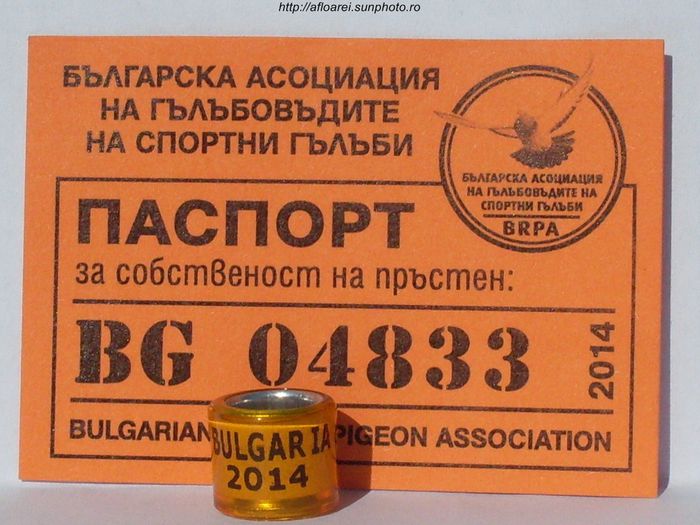 http://afloarei.sunphoto.ro
БЪЛГАРСКА АСОЦИАЦИЯ
НА ГЪЛЪБОВЪДИТЕ
НА СПОРТНИ ГЪЛЪБИ
БЪЛГАРСКА АСОЦИАЦИЯ
НА ГЪЛЪБОВЪДИТЕ НА
СПОРТНИ ГЪЛЪБИ
BRPA
ПАСПОРТ
за собственост на пръстен:
BG 04833
2014
BULGARIAN PIGEON ASSOCIATION
BULGARIA
2014